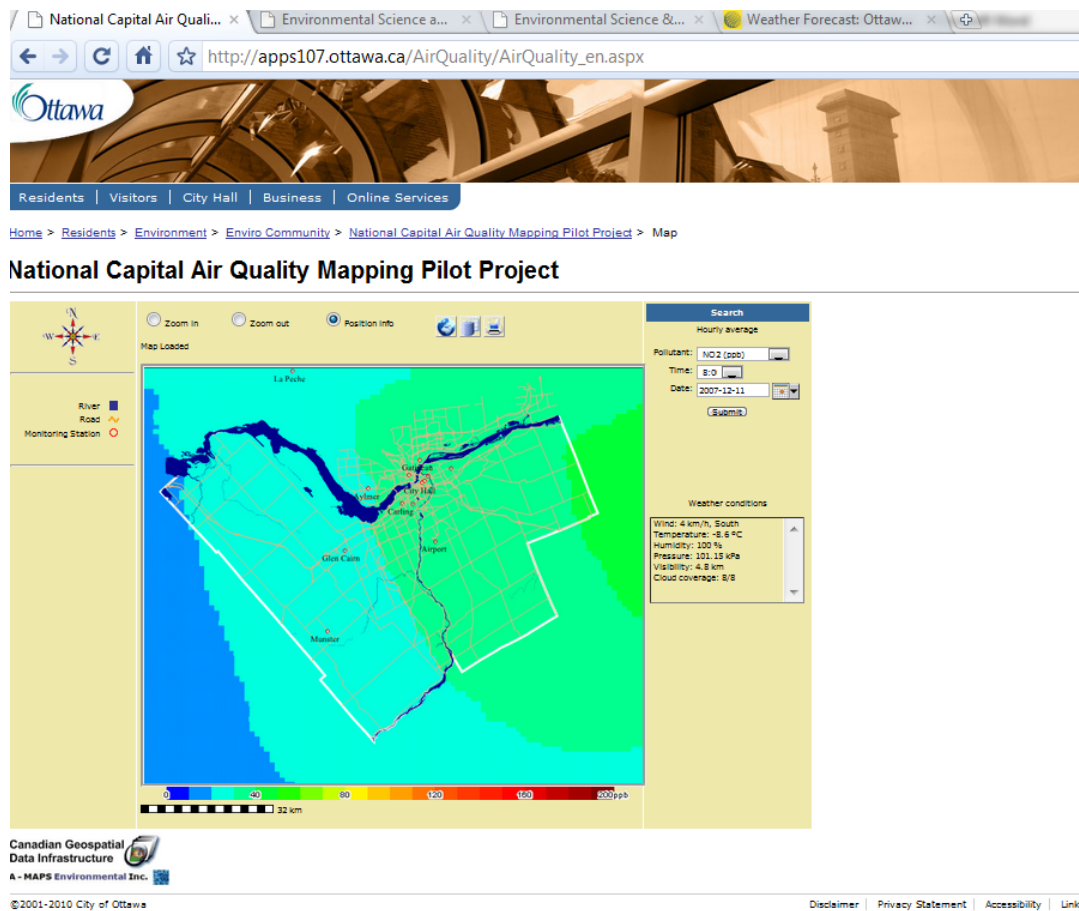 National Capital Air Quali... ×
Environmental Science a... ×
Environmental Science &... ×
Weather Forecast: Ottaw... ×
http://apps107.ottawa.ca/AirQuality/AirQuality_en.aspx
Ottawa
Residents | Visitors | City Hall | Business | Online Services
Home > Residents > Environment > Enviro Community > National Capital Air Quality Mapping Pilot Project > Map
National Capital Air Quality Mapping Pilot Project
N
W E
S
River
Road
Monitoring Station
Zoom in Zoom out Position info
Map Loaded
La Peche
Gatineau
City Hall
Aylmer
Carling
Airport
Glen Cairn
Munster
0 40 80 120 160 200ppb
32 km
Search
Hourly average
Pollutant: NO2 (ppb)
Time: 8:0
Date: 2007-12-11
Submit
Weather conditions
Wind: 4 km/h, South
Temperature: -8.6 ºC
Humidity: 100 %
Pressure: 101.15 kPa
Visibility: 4.8 km
Cloud coverage: 8/8
Canadian Geospatial
Data Infrastructure
A - MAPS Environmental Inc.
©2001-2010 City of Ottawa
Disclaimer | Privacy Statement | Accessibility | Link